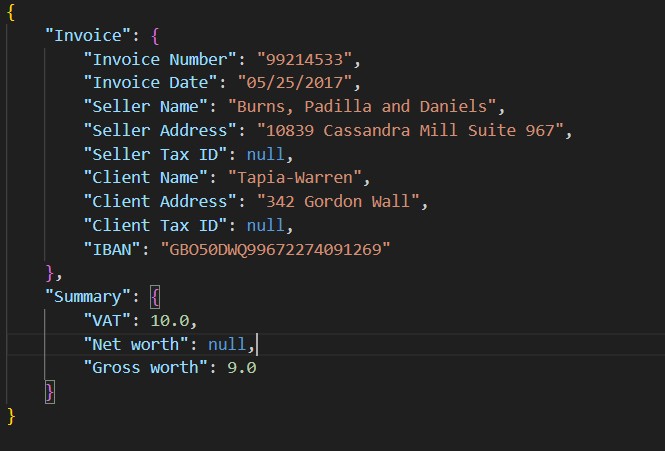 {
    "Invoice": {
        "Invoice Number": "99214533",
        "Invoice Date": "05/25/2017",
        "Seller Name": "Burns, Padilla and Daniels",
        "Seller Address": "10839 Cassandra Mill Suite 967",
        "Seller Tax ID": null,
        "Client Name": "Tapia-Warren",
        "Client Address": "342 Gordon Wall",
        "Client Tax ID": null,
        "IBAN": "GBO50DWQ99672274091269"
    },
    "Summary": {
        "VAT": 10.0,
        "Net worth": null,
        "Gross worth": 9.0
    }
}